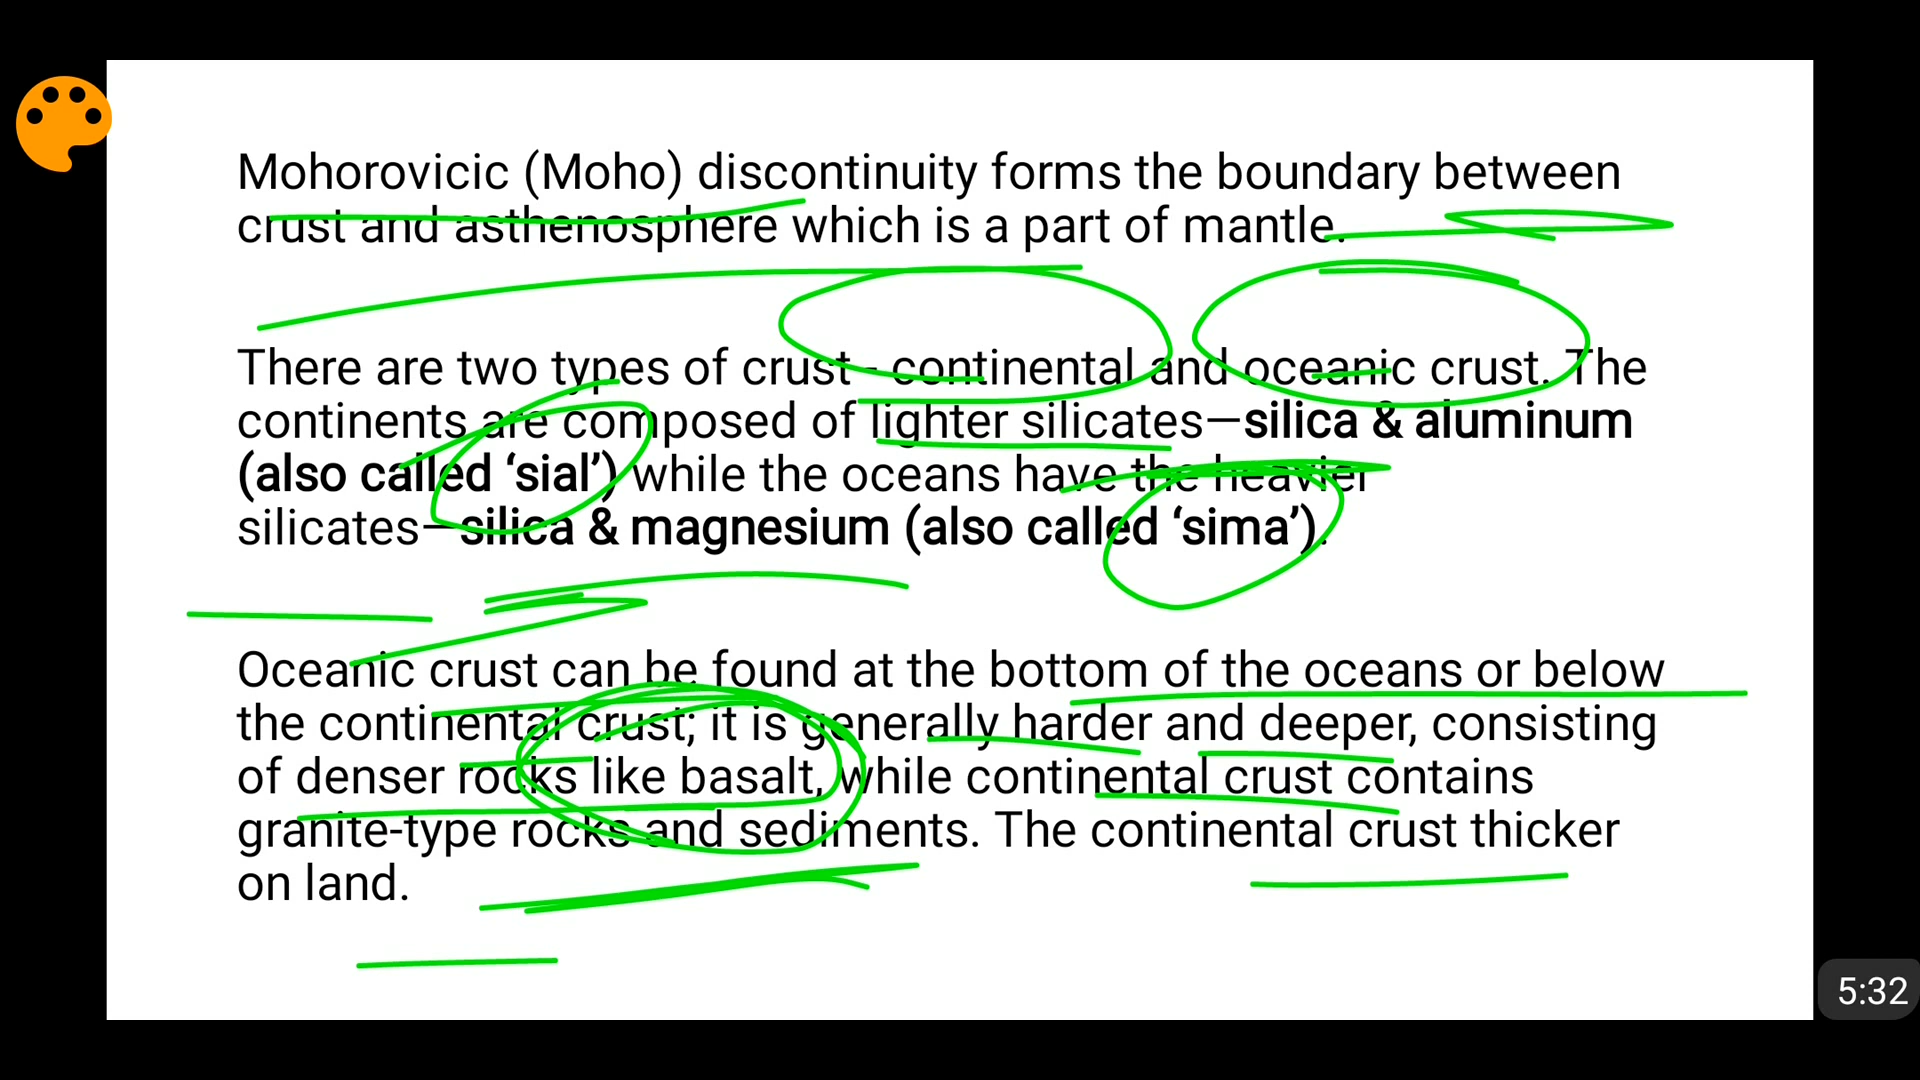 Mohorovicic (Moho) discontinuity forms the boundary between
crust and asthenosphere which is a part of mantle.
There are two types of crust- continental and oceanic crust. The
continents are composed of lighter silicates—silica & aluminum
(also called ‘sial’) while the oceans have the heavier
silicates—silica & magnesium (also called ‘sima’).
Oceanic crust can be found at the bottom of the oceans or below
the continental crust; it is generally harder and deeper, consisting
of denser rocks like basalt, while continental crust contains
granite-type rocks and sediments. The continental crust thicker
on land.
5:32